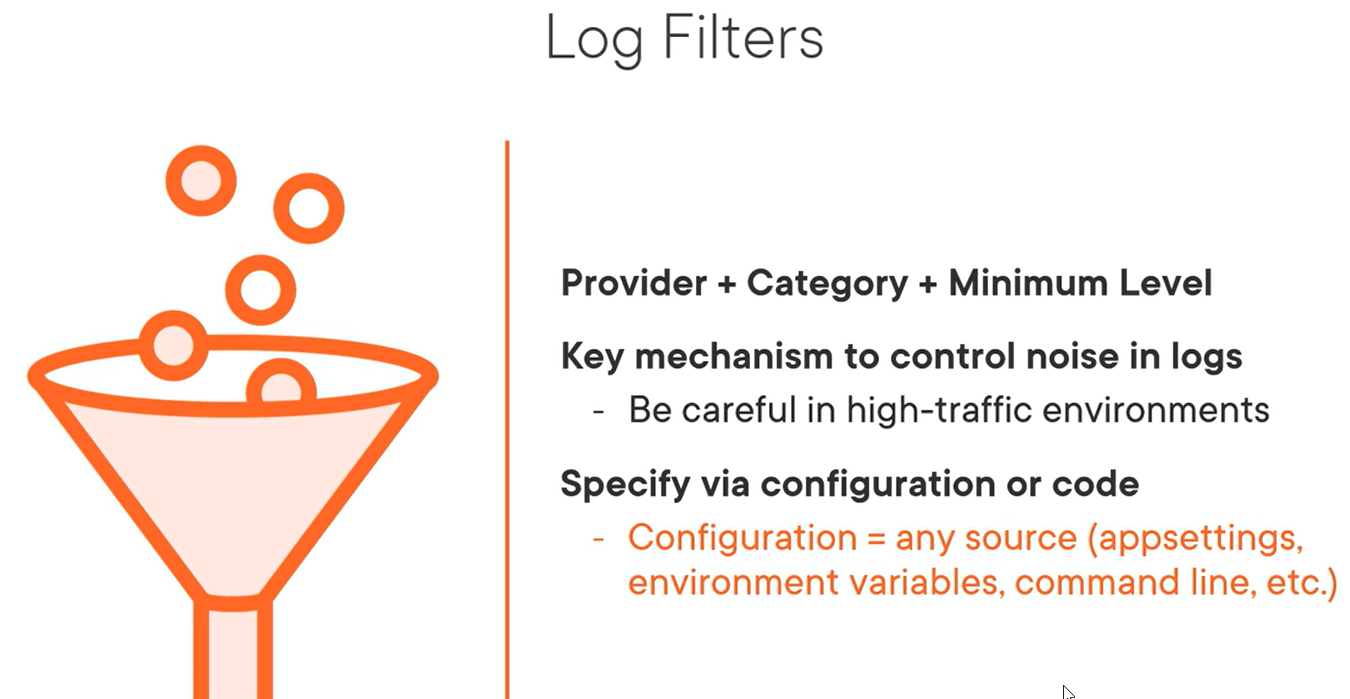 Log Filters
Provider + Category + Minimum Level
Key mechanism to control noise in logs
- Be careful in high-traffic environments
Specify via configuration or code
- Configuration = any source (appsettings,
environment variables, command line, etc.)